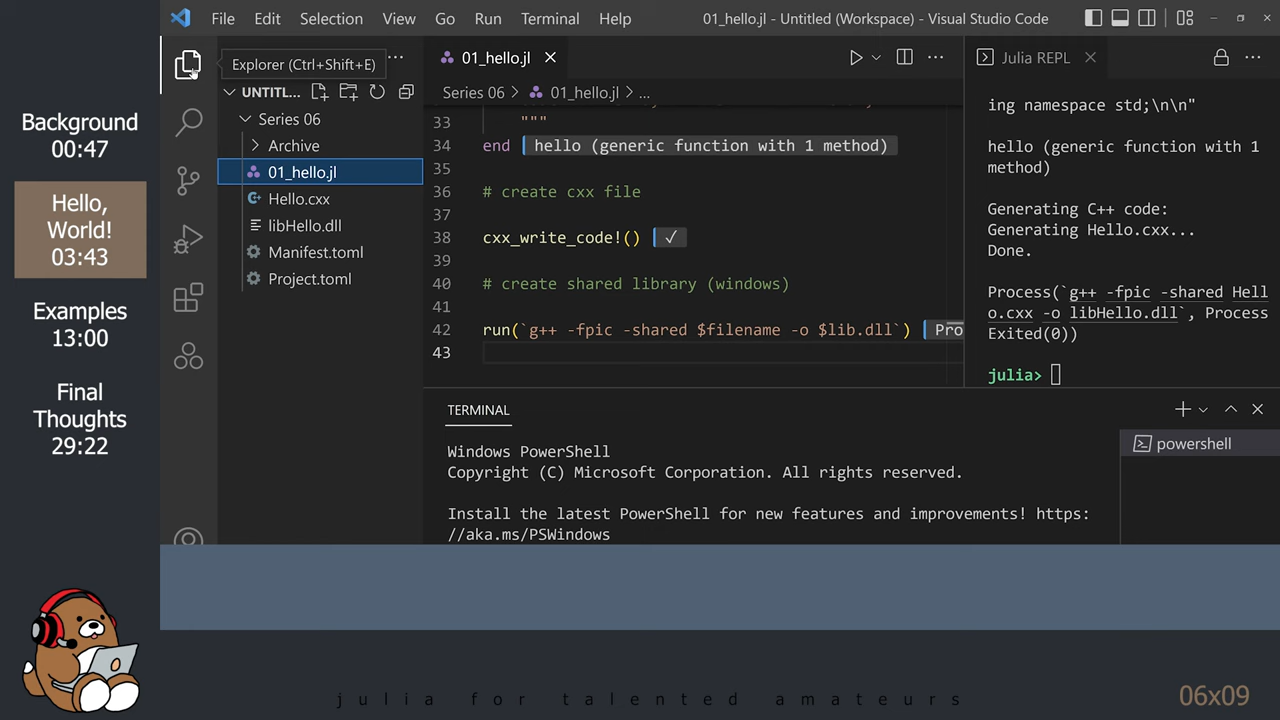 File Edit Selection View Go Run Terminal Help 01_hello.jl - Untitled (Workspace) - Visual Studio Code
Background
00:47
Hello,
World!
03:43
Examples
13:00
Final
Thoughts
29:22
Explorer (Ctrl+Shift+E)
UNTITL...
Series 06
Archive
01_hello.jl
Hello.cxx
libHello.dll
Manifest.toml
Project.toml
01_hello.jl
Series 06 > 01_hello.jl > ...
33 """
34 end hello (generic function with 1 method)
35
36 # create cxx file
37
38 cxx_write_code!() ✓
39
40 # create shared library (windows)
41
42 run(`g++ -fpic -shared $filename -o $lib.dll`) Pro
43
Julia REPL
ing namespace std;\n\n"
hello (generic function with 1
method)
Generating C++ code:
Generating Hello.cxx...
Done.
Process(`g++ -fpic -shared Hell
o.cxx -o libHello.dll`, Process
Exited(0))
julia>
TERMINAL
powershell
Windows PowerShell
Copyright (C) Microsoft Corporation. All rights reserved.
Install the latest PowerShell for new features and improvements! https:
//aka.ms/PSWindows
julia for talented amateurs
06x09